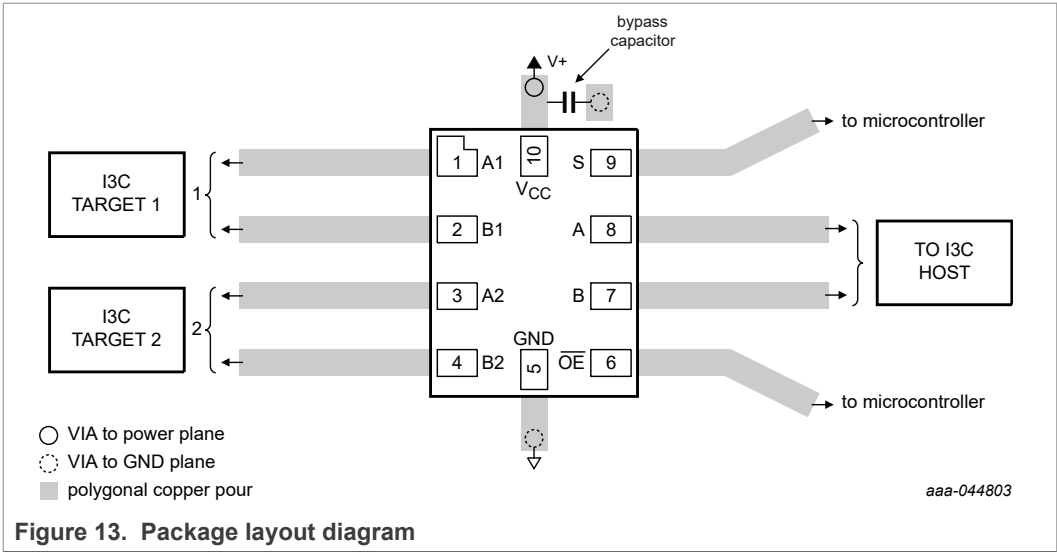 bypass
capacitor
V+
to microcontroller
I3C
TARGET 1
1
1 A1
10
VCC
S 9
2 B1
A 8
TO I3C
HOST
I3C
TARGET 2
2
3 A2
B 7
GND
4 B2
5
OE 6
to microcontroller
VIA to power plane
VIA to GND plane
polygonal copper pour
aaa-044803
Figure 13. Package layout diagram